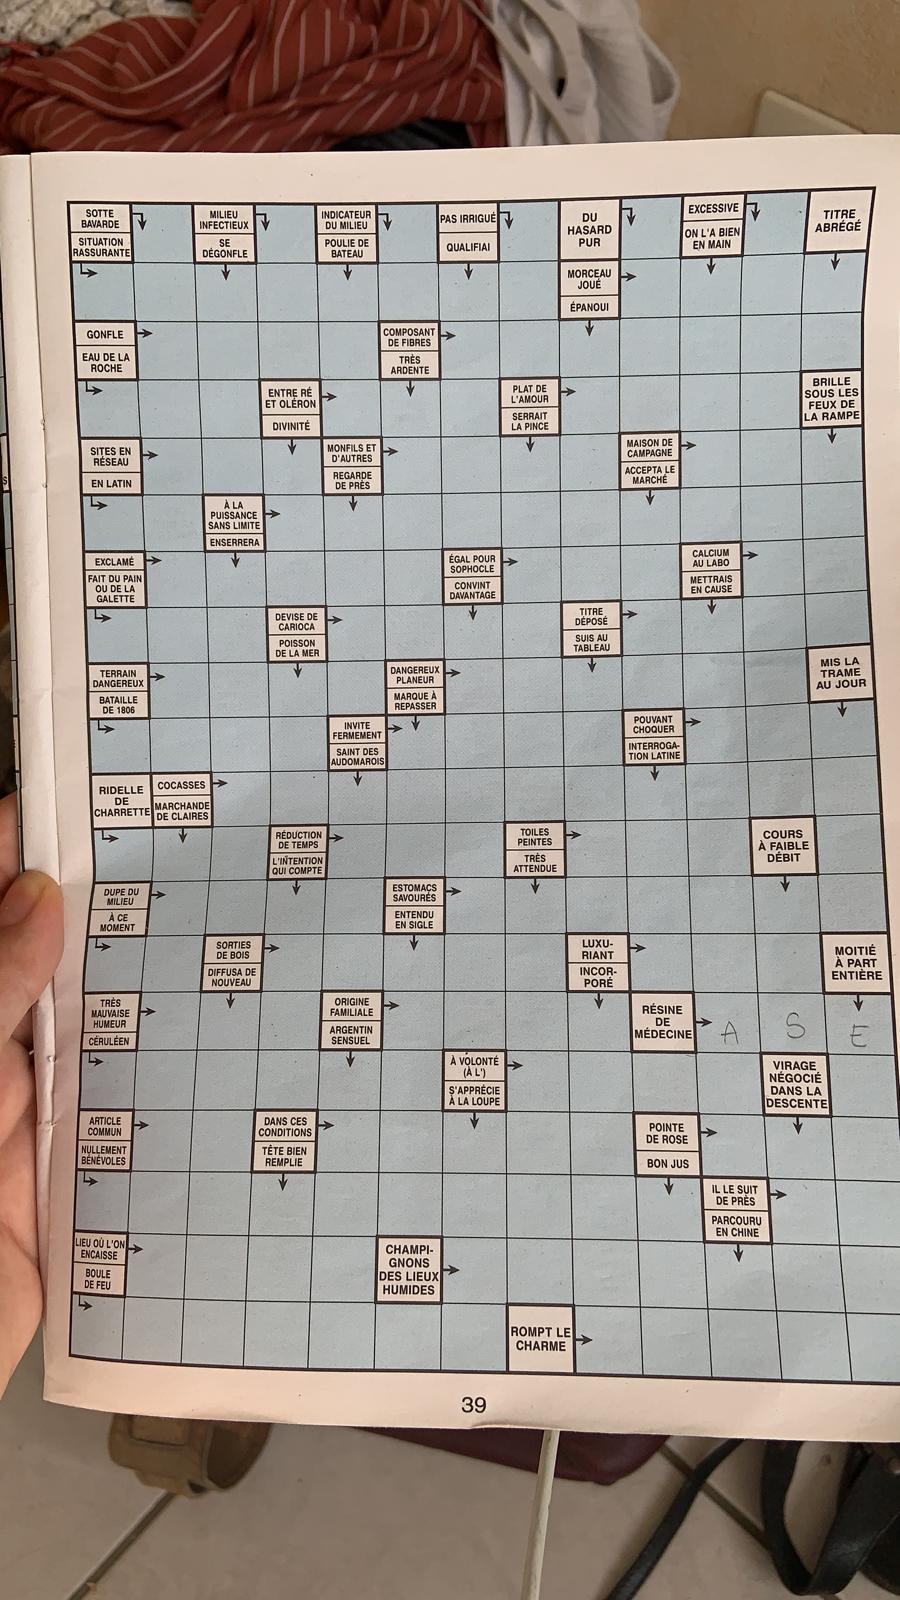 SOTTE
BAVARDE
SITUATION
RASSURANTE
MILIEU
INFECTIEUX
SE
DÉGONFLE
INDICATEUR
DU MILIEU
POULIE DE
BATEAU
PAS IRRIGUÉ
QUALIFIAI
DU
HASARD
PUR
EXCESSIVE
ON L'A BIEN
EN MAIN
TITRE
ABRÉGÉ
MORCEAU
JOUÉ
ÉPANOUI
GONFLE
EAU DE LA
ROCHE
COMPOSANT
DE FIBRES
TRÈS
ARDENTE
ENTRE RÉ
ET OLÉRON
DIVINITÉ
PLAT DE
L'AMOUR
SERRAIT
LA PINCE
BRILLE
SOUS LES
FEUX DE
LA RAMPE
SITES EN
RÉSEAU
EN LATIN
MONFILS ET
D'AUTRES
REGARDE
DE PRÈS
MAISON DE
CAMPAGNE
ACCEPTA LE
MARCHÉ
À LA
PUISSANCE
SANS LIMITE
ENSERRERA
EXCLAMÉ
FAIT DU PAIN
OU DE LA
GALETTE
ÉGAL POUR
SOPHOCLE
CONVINT
DAVANTAGE
CALCIUM
AU LABO
METTRAIS
EN CAUSE
DEVISE DE
CARIOCA
POISSON
DE LA MER
TITRE
DÉPOSÉ
SUIS AU
TABLEAU
TERRAIN
DANGEREUX
BATAILLE
DE 1806
DANGEREUX
PLANEUR
MARQUE À
REPASSER
MIS LA
TRAME
AU JOUR
INVITE
FERMEMENT
SAINT DES
AUDOMAROIS
POUVANT
CHOQUER
INTERROGA-
TION LATINE
RIDELLE
DE
CHARRETTE
COCASSES
MARCHANDE
DE CLAIRES
RÉDUCTION
DE TEMPS
L'INTENTION
QUI COMPTE
TOILES
PEINTES
TRÈS
ATTENDUE
COURS
À FAIBLE
DÉBIT
DUPE DU
MILIEU
À CE
MOMENT
ESTOMACS
SAVOURÉS
ENTENDU
EN SIGLE
SORTIES
DE BOIS
DIFFUSA DE
NOUVEAU
LUXU-
RIANT
INCOR-
PORÉ
MOITIÉ
À PART
ENTIÈRE
TRÈS
MAUVAISE
HUMEUR
CÉRULÉEN
ORIGINE
FAMILIALE
ARGENTIN
SENSUEL
RÉSINE
DE
MÉDECINE
A S E
À VOLONTÉ
(À L')
S'APPRÉCIE
À LA LOUPE
VIRAGE
NÉGOCIÉ
DANS LA
DESCENTE
ARTICLE
COMMUN
NULLEMENT
BÉNÉVOLES
DANS CES
CONDITIONS
TÊTE BIEN
REMPLIE
POINTE
DE ROSE
BON JUS
IL LE SUIT
DE PRÈS
PARCOURU
EN CHINE
LIEU OÙ L'ON
ENCAISSE
BOULE
DE FEU
CHAMPI-
GNONS
DES LIEUX
HUMIDES
ROMPT LE
CHARME
39